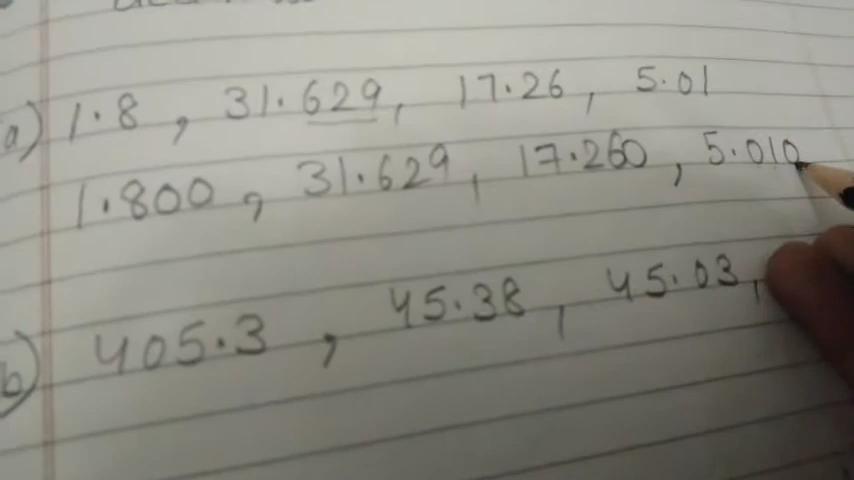 a) 1.8 , 31.629, 17.26 , 5.01
1.800 , 31.629 , 17.260 , 5.010
b) 405.3 , 45.38 , 45.03,